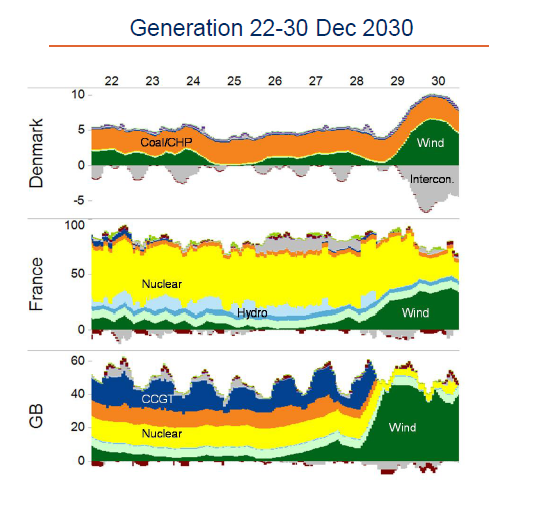 Generation 22-30 Dec 2030
22 23 24 25 26 27 28 29 30
Denmark
10
5
0
-5
Coal/CHP
Wind
Intercon.
France
100
50
0
Nuclear
Hydro
Wind
GB
60
40
20
0
CCGT
Nuclear
Wind